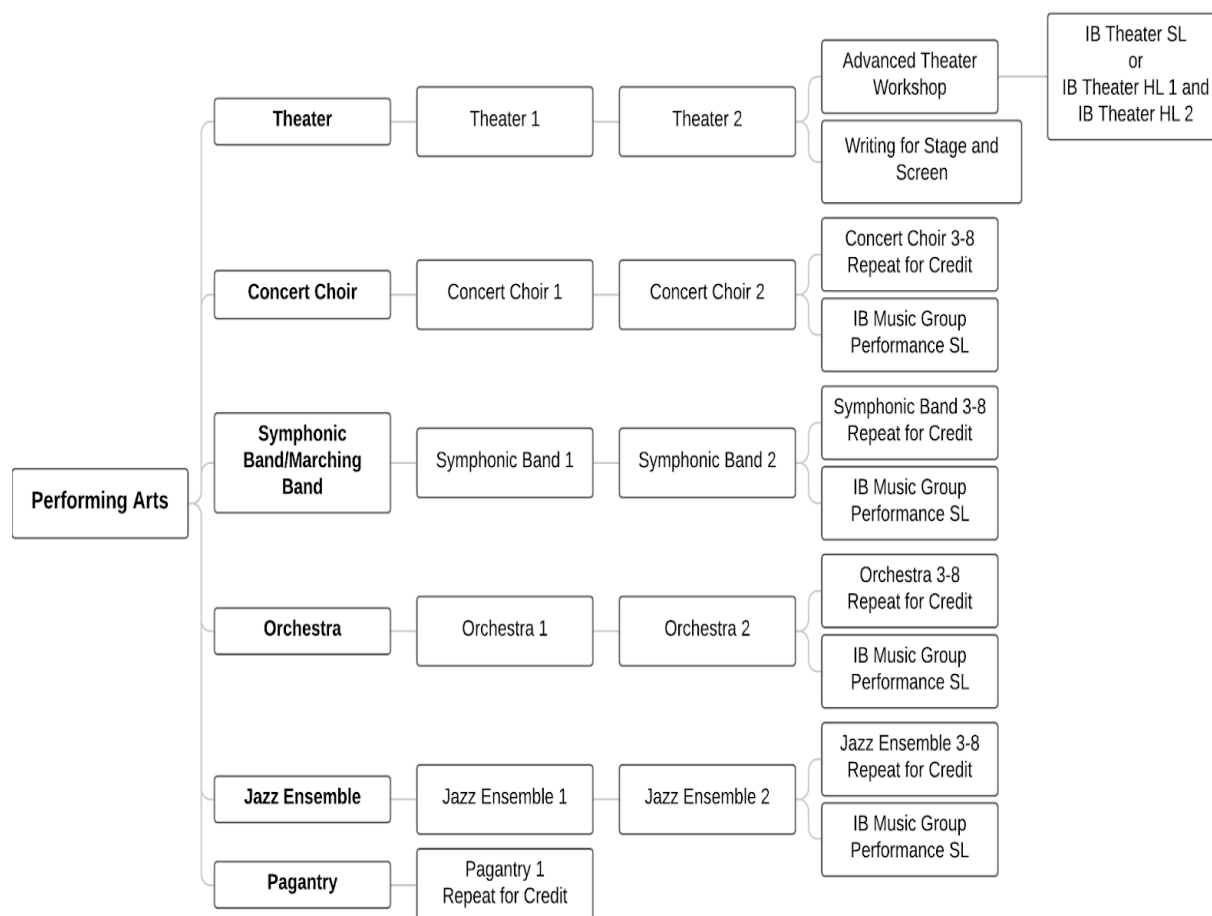 Performing Arts
Theater
Theater 1
Theater 2
Advanced Theater
Workshop
IB Theater SL
or
IB Theater HL 1 and
IB Theater HL 2
Writing for Stage and
Screen
Concert Choir
Concert Choir 1
Concert Choir 2
Concert Choir 3-8
Repeat for Credit
IB Music Group
Performance SL
Symphonic
Band/Marching
Band
Symphonic Band 1
Symphonic Band 2
Symphonic Band 3-8
Repeat for Credit
IB Music Group
Performance SL
Orchestra
Orchestra 1
Orchestra 2
Orchestra 3-8
Repeat for Credit
IB Music Group
Performance SL
Jazz Ensemble
Jazz Ensemble 1
Jazz Ensemble 2
Jazz Ensemble 3-8
Repeat for Credit
IB Music Group
Performance SL
Pagantry
Pagantry 1
Repeat for Credit